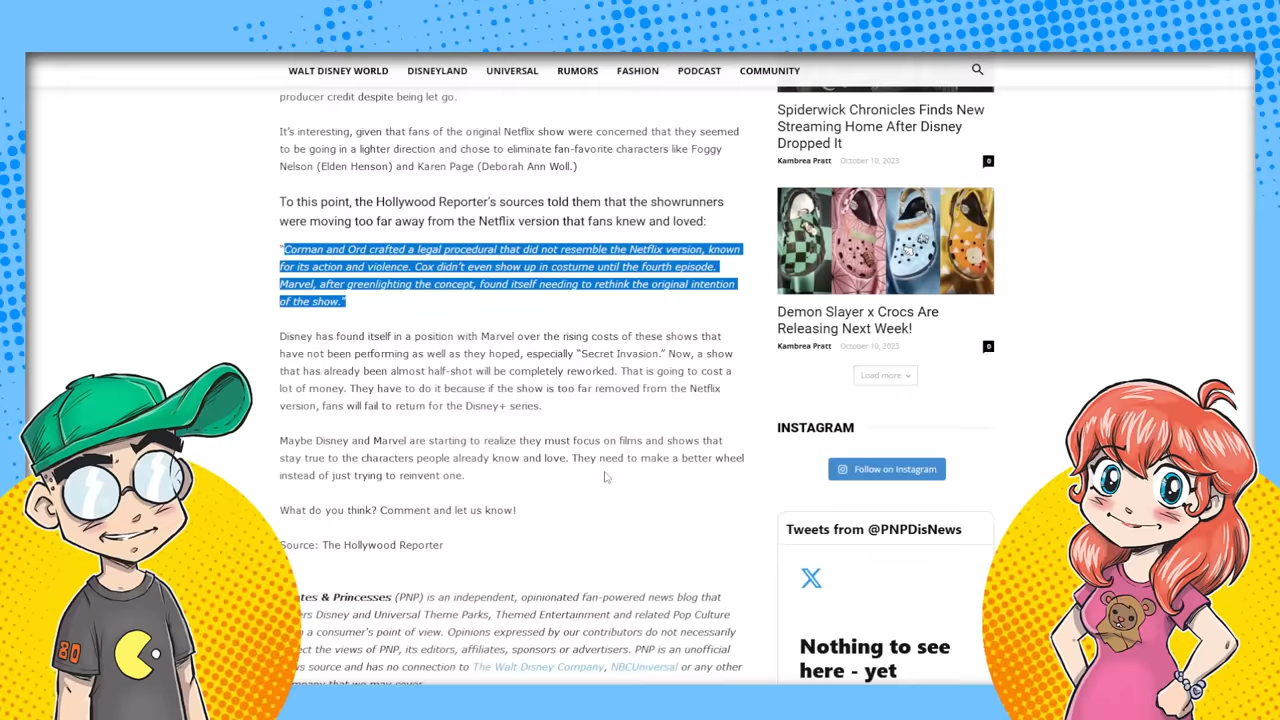 WALT DISNEY WORLD DISNEYLAND UNIVERSAL RUMORS FASHION PODCAST COMMUNITY
producer credit despite being let go.
It's interesting, given that fans of the original Netflix show were concerned that they seemed
to be going in a lighter direction and chose to eliminate fan-favorite characters like Foggy
Nelson (Elden Henson) and Karen Page (Deborah Ann Woll.)
To this point, the Hollywood Reporter's sources told them that the showrunners
were moving too far away from the Netflix version that fans knew and loved:
"Corman and Ord crafted a legal procedural that did not resemble the Netflix version, known
for its action and violence. Cox didn't even show up in costume until the fourth episode.
Marvel, after greenlighting the concept, found itself needing to rethink the original intention
of the show."
Disney has found itself in a position with Marvel over the rising costs of these shows that
have not been performing as well as they hoped, especially "Secret Invasion." Now, a show
that has already been almost half-shot will be completely reworked. That is going to cost a
lot of money. They have to do it because if the show is too far removed from the Netflix
version, fans will fail to return for the Disney+ series.
Maybe Disney and Marvel are starting to realize they must focus on films and shows that
stay true to the characters people already know and love. They need to make a better wheel
instead of just trying to reinvent one.
What do you think? Comment and let us know!
Source: The Hollywood Reporter
ates & Princesses (PNP) is an independent, opinionated fan-powered news blog that
ers Disney and Universal Theme Parks, Themed Entertainment and related Pop Culture
a consumer's point of view. Opinions expressed by our contributors do not necessarily
ect the views of PNP, its editors, affiliates, sponsors or advertisers. PNP is an unofficial
source and has no connection to The Walt Disney Company, NBCUniversal or any other
company that we may cover.
Spiderwick Chronicles Finds New
Streaming Home After Disney
Dropped It
Kambrea Pratt October 10, 2023 0
Demon Slayer x Crocs Are
Releasing Next Week!
Kambrea Pratt October 10, 2023 0
Load more
INSTAGRAM
Follow on Instagram
Tweets from @PNPDisNews
Nothing to see
here - yet
80